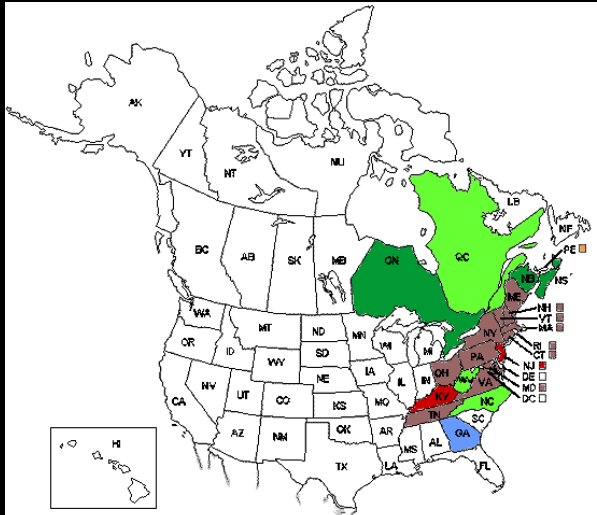 AK
YT
NT
NU
BC
AB
SK
MB
ON
QC
LB
NF
PE
NB
NS
ME
NH
VT
MA
RI
CT
NJ
DE
MD
DC
WA
OR
ID
MT
WY
ND
SD
NE
MN
WI
MI
IA
IL
IN
OH
PA
NY
CA
NV
UT
CO
KS
MO
KY
WV
VA
NC
TN
SC
AZ
NM
OK
AR
TX
LA
MS
AL
GA
FL
HI